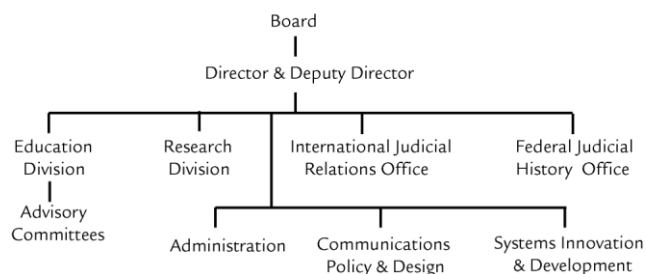 Board
Director & Deputy Director
Education
Division
Research
Division
International Judicial
Relations Office
Federal Judicial
History Office
Advisory
Committees
Administration
Communications
Policy & Design
Systems Innovation
& Development